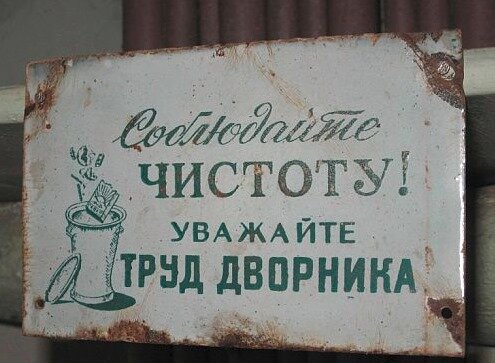 Соблюдайте
ЧИСТОТУ!
УВАЖАЙТЕ
ТРУД ДВОРНИКА